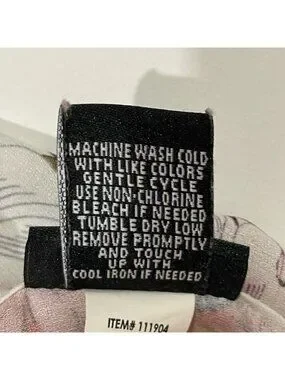 MACHINE WASH COLD
WITH LIKE COLORS
GENTLE CYCLE
USE NON-CHLORINE
BLEACH IF NEEDED
TUMBLE DRY LOW
REMOVE PROMPTLY
AND TOUCH
UP WITH
COOL IRON IF NEEDED
ITEM# 111904